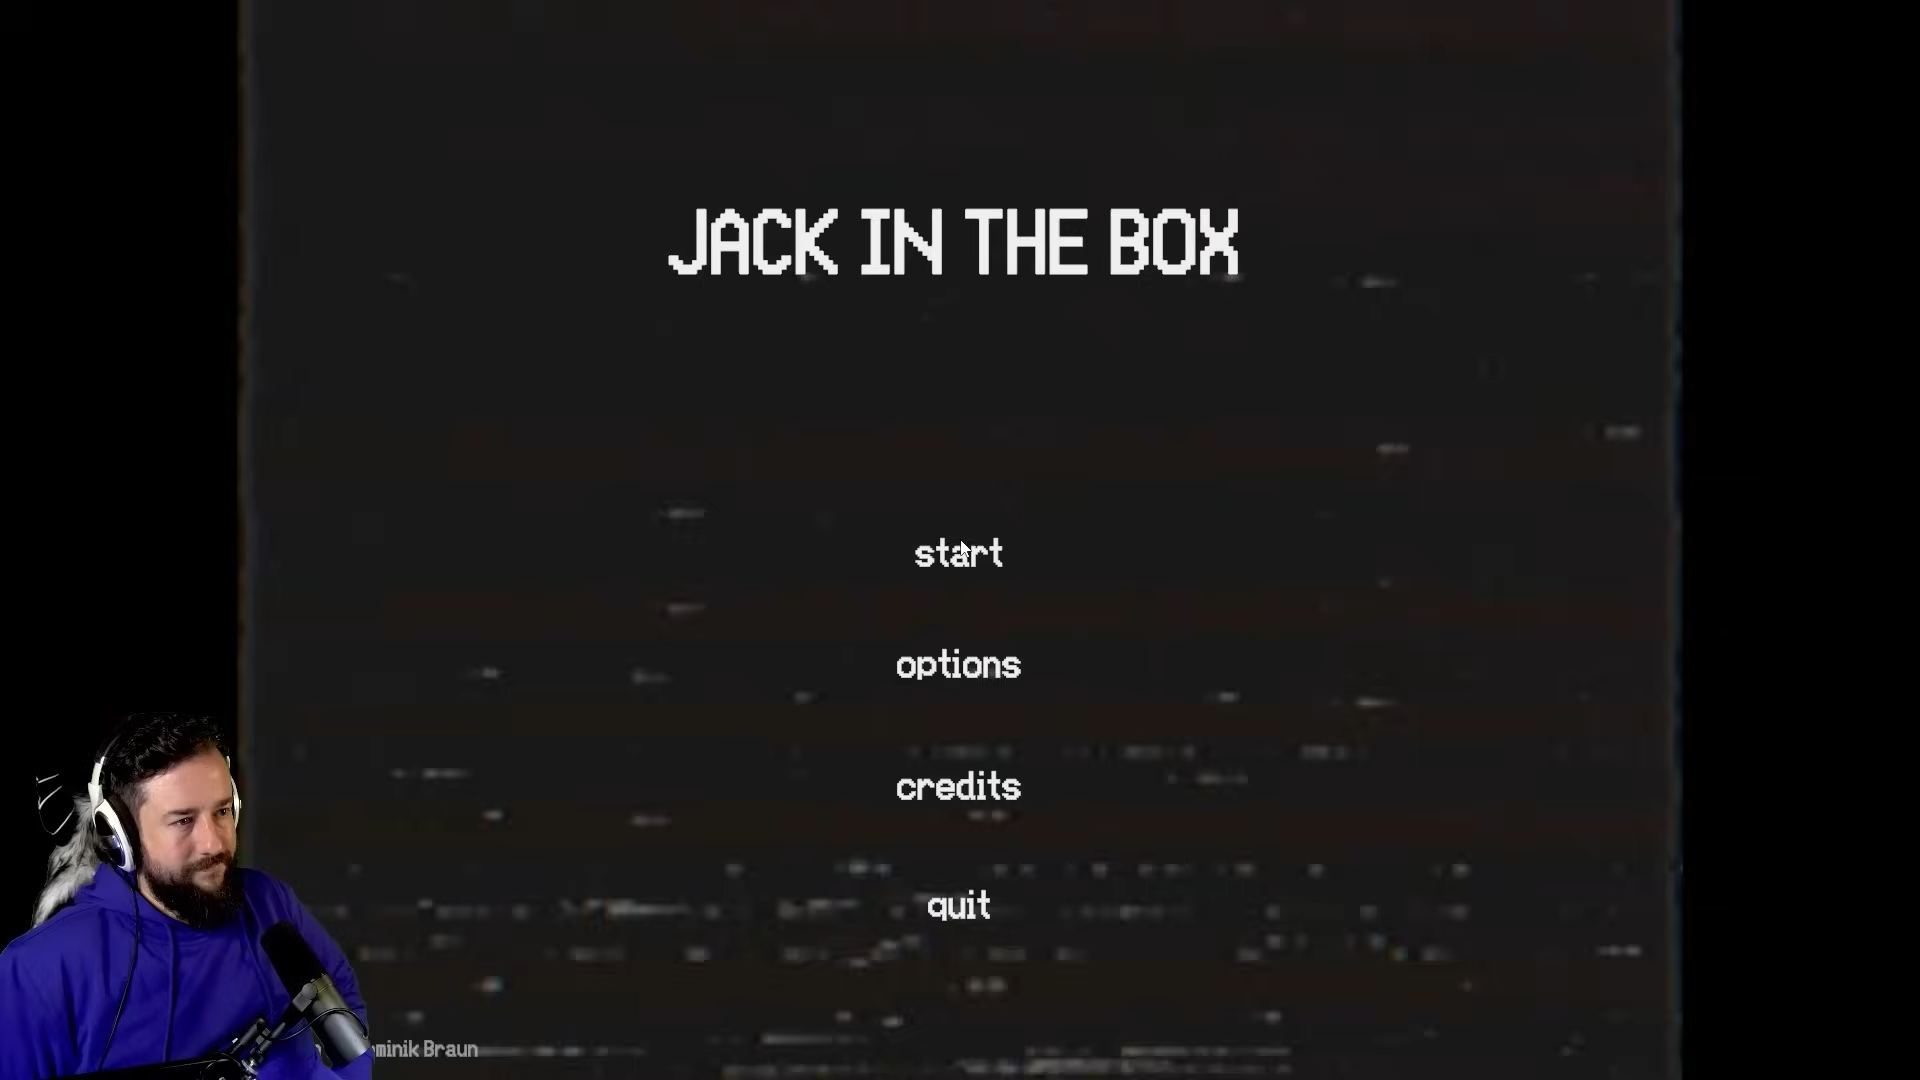 JACK IN THE BOX
start
options
credits
quit
minik Braun